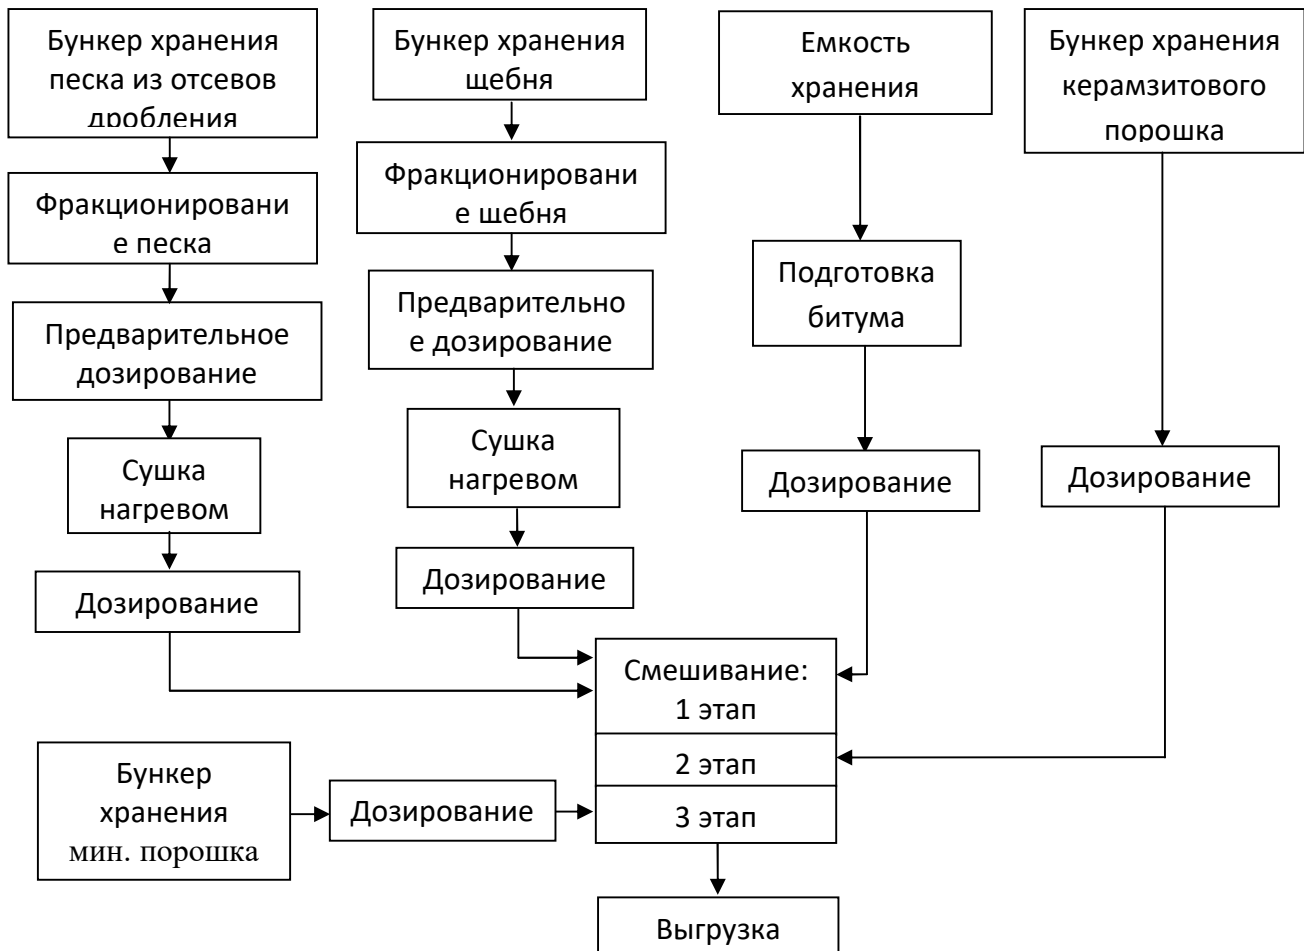 Бункер хранения
песка из отсевов
дробления
Бункер хранения
щебня
Емкость
хранения
Бункер хранения
керамзитового
порошка
Фракционировани
е песка
Фракционировани
е щебня
Подготовка
битума
Предварительное
дозирование
Предварительно
е дозирование
Сушка
нагревом
Сушка
нагревом
Дозирование
Дозирование
Дозирование
Дозирование
Смешивание:
1 этап
2 этап
3 этап
Бункер
хранения
мин. порошка
Дозирование
Выгрузка